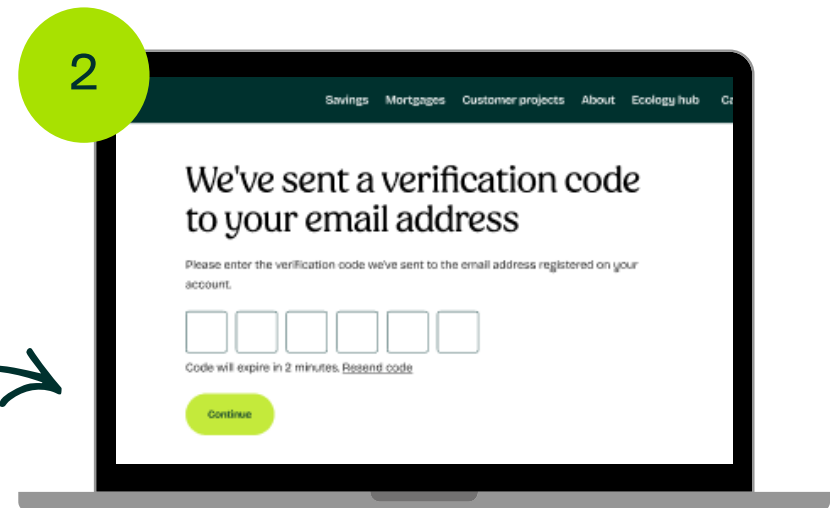 2
Savings Mortgages Customer projects About Ecology hub
We've sent a verification code
to your email address
Please enter the verification code we've sent to the email address registered on your
account.
Code will expire in 2 minutes. Resend code
Continue